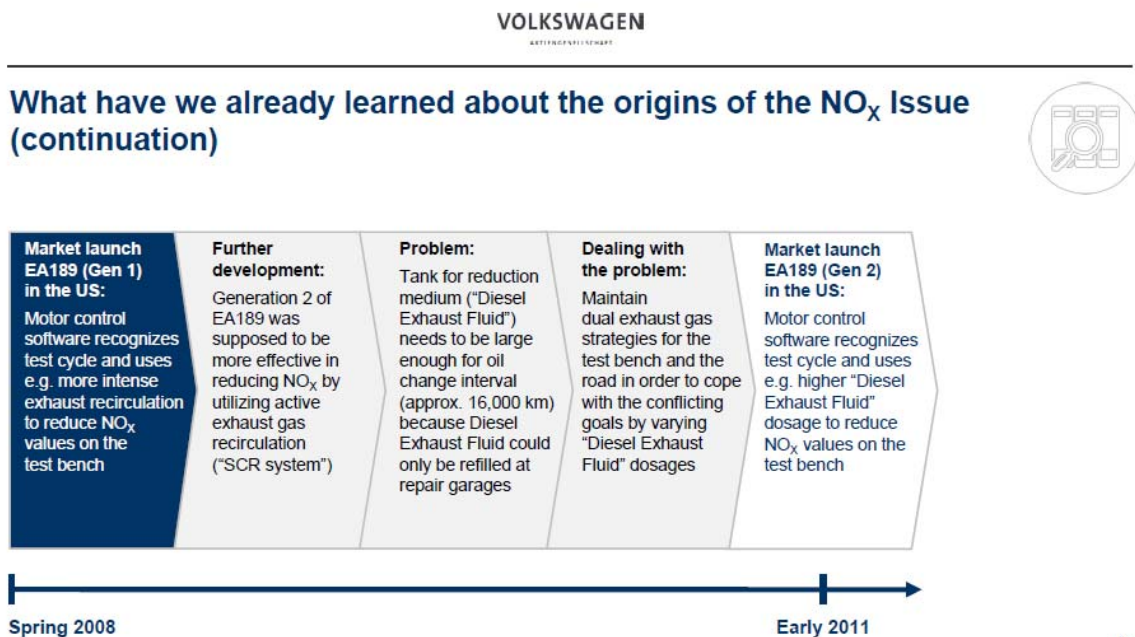 VOLKSWAGEN
AKTIENGESELLSCHAFT
What have we already learned about the origins of the NOX Issue
(continuation)
Market launch
EA189 (Gen 1)
in the US:
Motor control
software recognizes
test cycle and uses
e.g. more intense
exhaust recirculation
to reduce NOX
values on the
test bench
Further
development:
Generation 2 of
EA189 was
supposed to be
more effective in
reducing NOX by
utilizing active
exhaust gas
recirculation
("SCR system")
Problem:
Tank for reduction
medium ("Diesel
Exhaust Fluid")
needs to be large
enough for oil
change interval
(approx. 16,000 km)
because Diesel
Exhaust Fluid could
only be refilled at
repair garages
Dealing with
the problem:
Maintain
dual exhaust gas
strategies for the
test bench and the
road in order to cope
with the conflicting
goals by varying
"Diesel Exhaust
Fluid" dosages
Market launch
EA189 (Gen 2)
in the US:
Motor control
software recognizes
test cycle and uses
e.g. higher "Diesel
Exhaust Fluid"
dosage to reduce
NOX values on the
test bench
Spring 2008
Early 2011